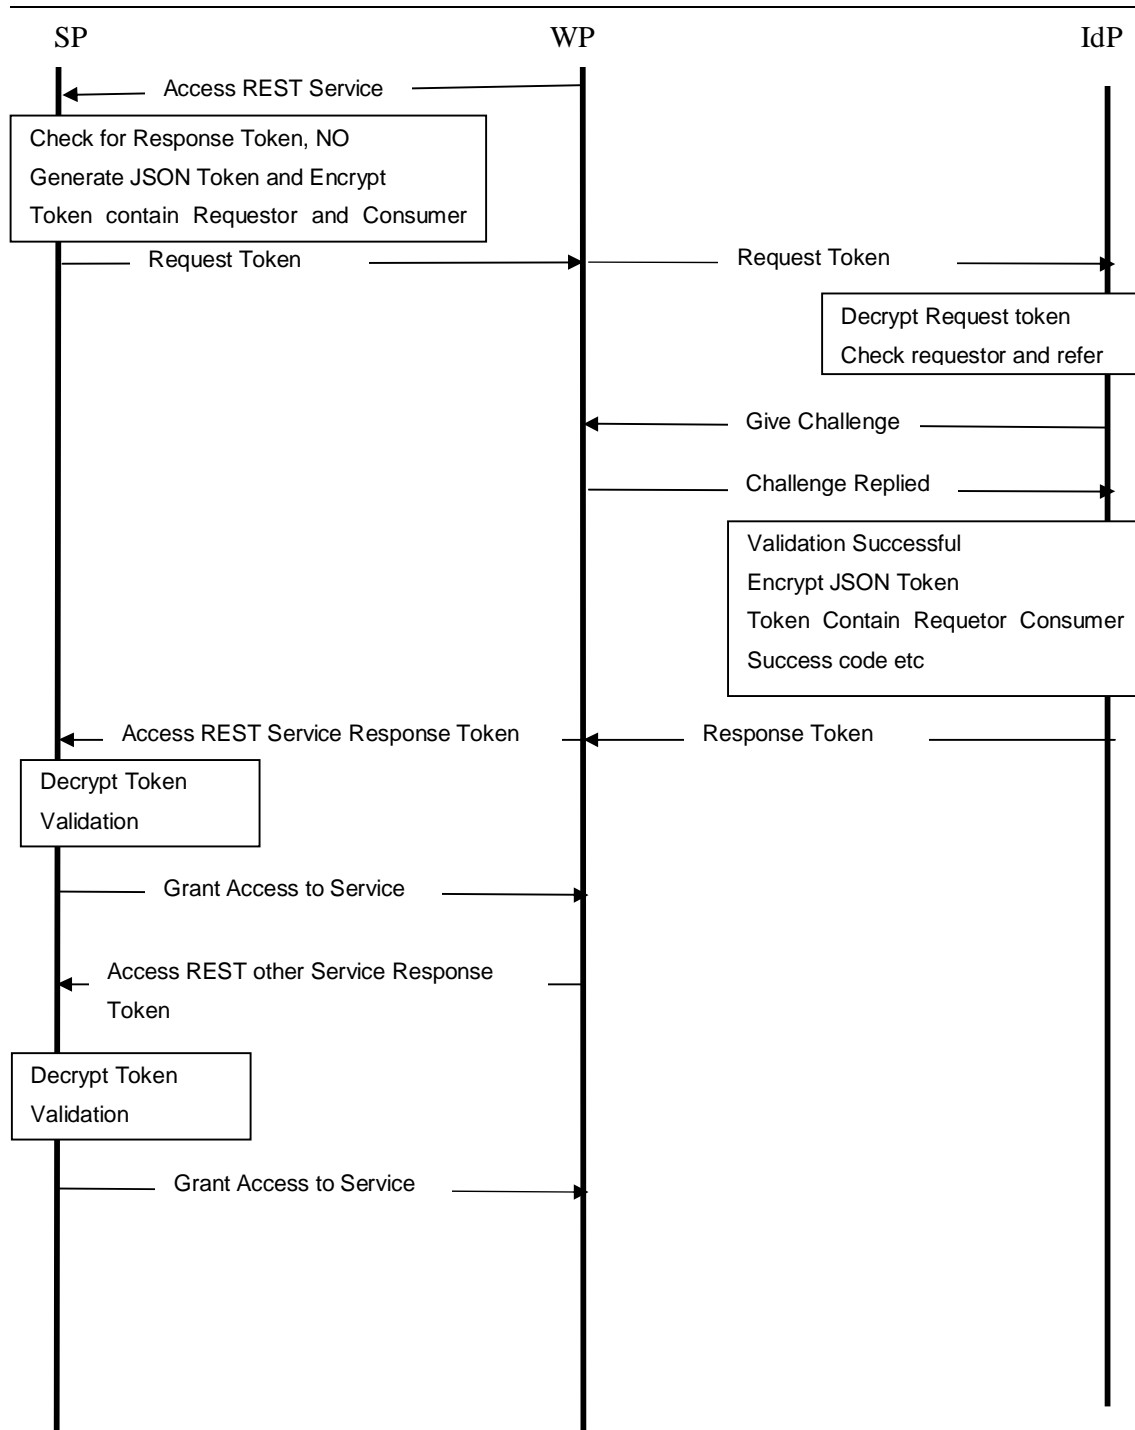 SP
WP
IdP
Access REST Service
Check for Response Token, NO
Generate JSON Token and Encrypt
Token contain Requestor and Consumer
Request Token
Request Token
Decrypt Request token
Check requestor and refer
Give Challenge
Challenge Replied
Validation Successful
Encrypt JSON Token
Token Contain Requetor Consumer
Success code etc
Access REST Service Response Token
Response Token
Decrypt Token
Validation
Grant Access to Service
Access REST other Service Response
Token
Decrypt Token
Validation
Grant Access to Service